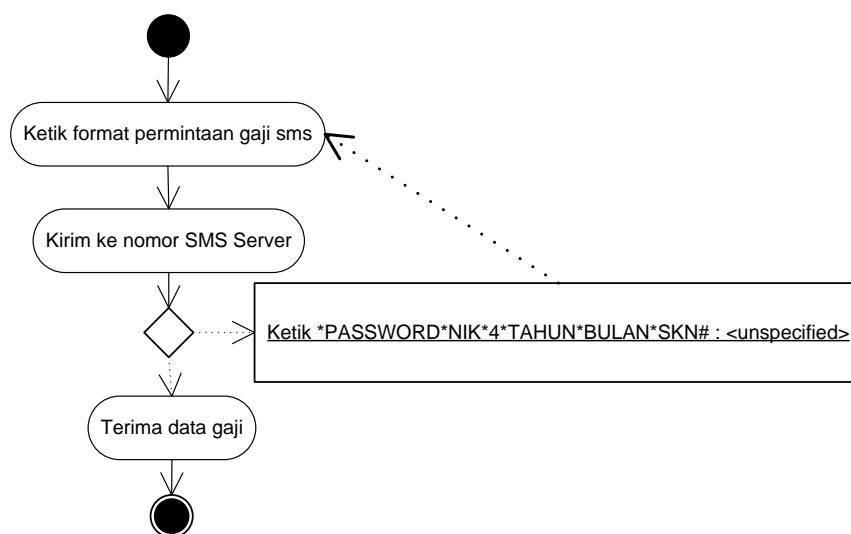 Ketik format permintaan gaji sms
Kirim ke nomor SMS Server
Ketik *PASSWORD*NIK*4*TAHUN*BULAN*SKN# : <unspecified>
Terima data gaji